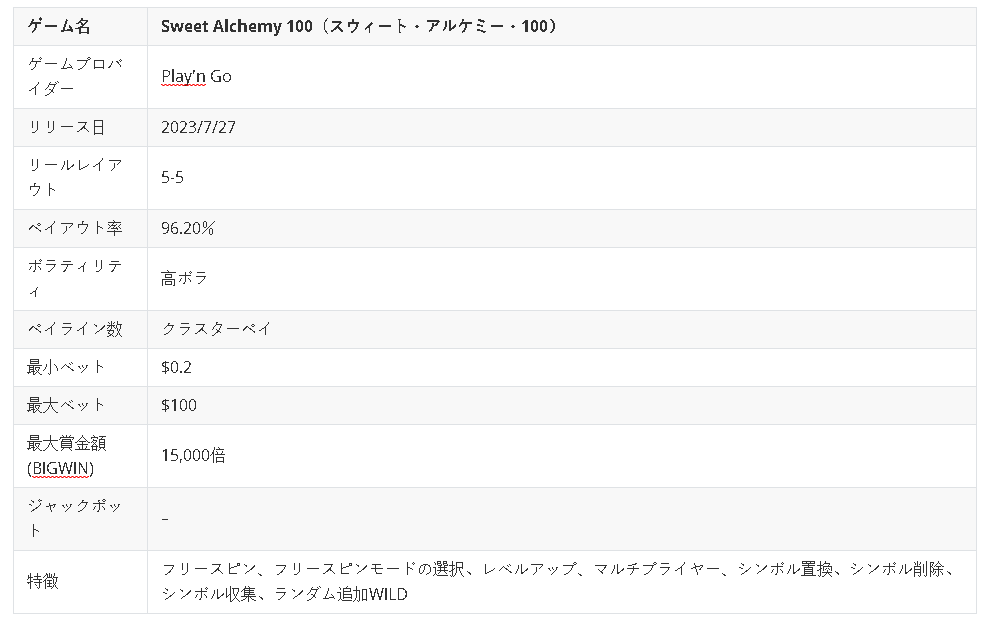 ゲーム名 Sweet Alchemy 100（スウィート・アルケミー・100）
ゲームプロバ
イダー
Play’n Go
リリース日 2023/7/27
リールレイア
ウト
5-5
ペイアウト率 96.20%
ボラティリテ
ィ
高ボラ
ペイライン数 クラスターペイ
最小ベット $0.2
最大ベット $100
最大賞金額
(BIGWIN)
15,000倍
ジャックポッ
ト
–
特徴
フリースピン、フリースピンモードの選択、レベルアップ、マルチプライヤー、シンボル置換、シンボル削除、
シンボル収集、ランダム追加WILD